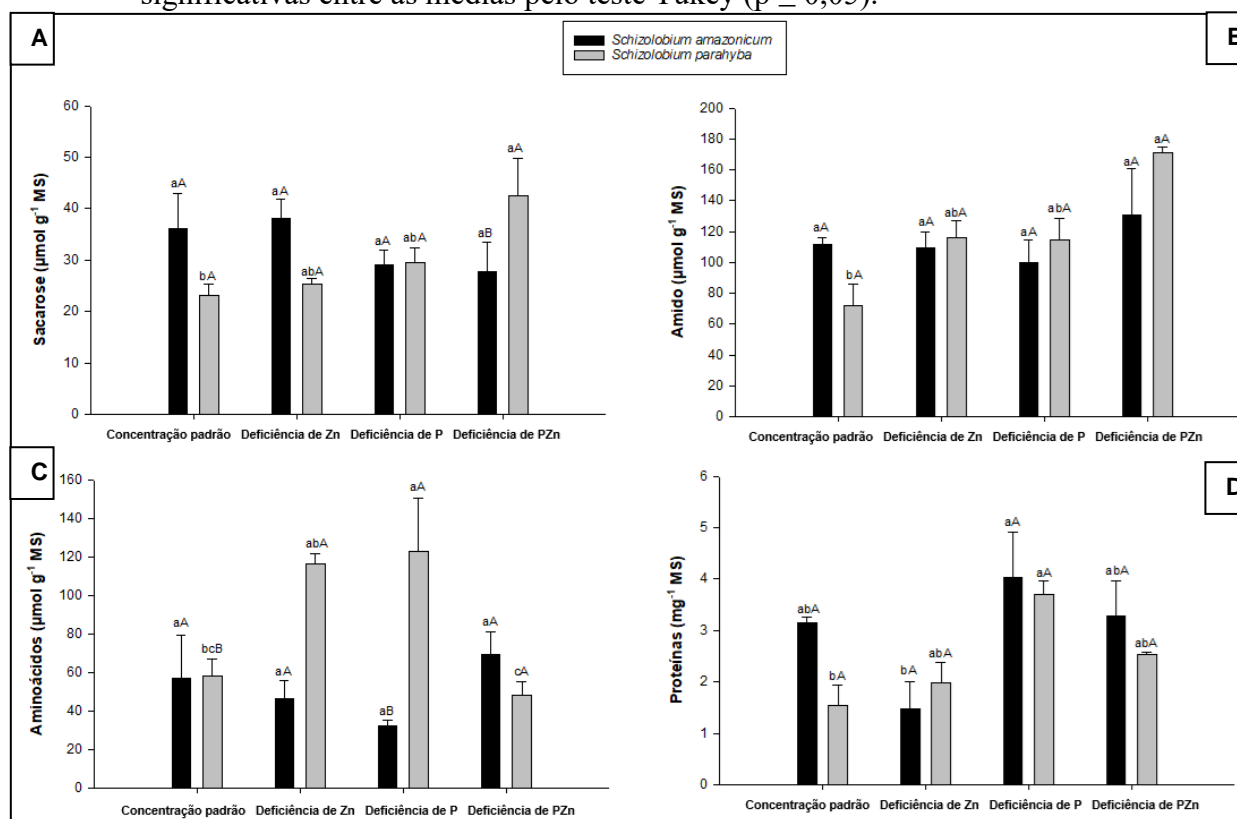 significativas entre as médias pelo teste Tukey (p ≤ 0,05).
A
Schizolobium amazonicum
Schizolobium parahyba
B
Sacarose (µmol g⁻¹ MS)
60
50
40
30
20
10
0
aA
bA
aA
abA
aA
abA
aB
aA
Concentração padrão
Deficiência de Zn
Deficiência de P
Deficiência de PZn
Amido (µmol g⁻¹ MS)
200
180
160
140
120
100
80
60
40
20
0
aA
bA
aA
abA
aA
abA
aA
aA
Concentração padrão
Deficiência de Zn
Deficiência de P
Deficiência de PZn
C
Aminoácidos (µmol g⁻¹ MS)
160
140
120
100
80
60
40
20
0
aA
bcB
aA
abA
aB
aA
aA
cA
Concentração padrão
Deficiência de Zn
Deficiência de P
Deficiência de PZn
D
Proteínas (mg⁻¹ MS)
6
5
4
3
2
1
0
abA
bA
bA
abA
aA
aA
abA
abA
Concentração padrão
Deficiência de Zn
Deficiência de P
Deficiência de PZn